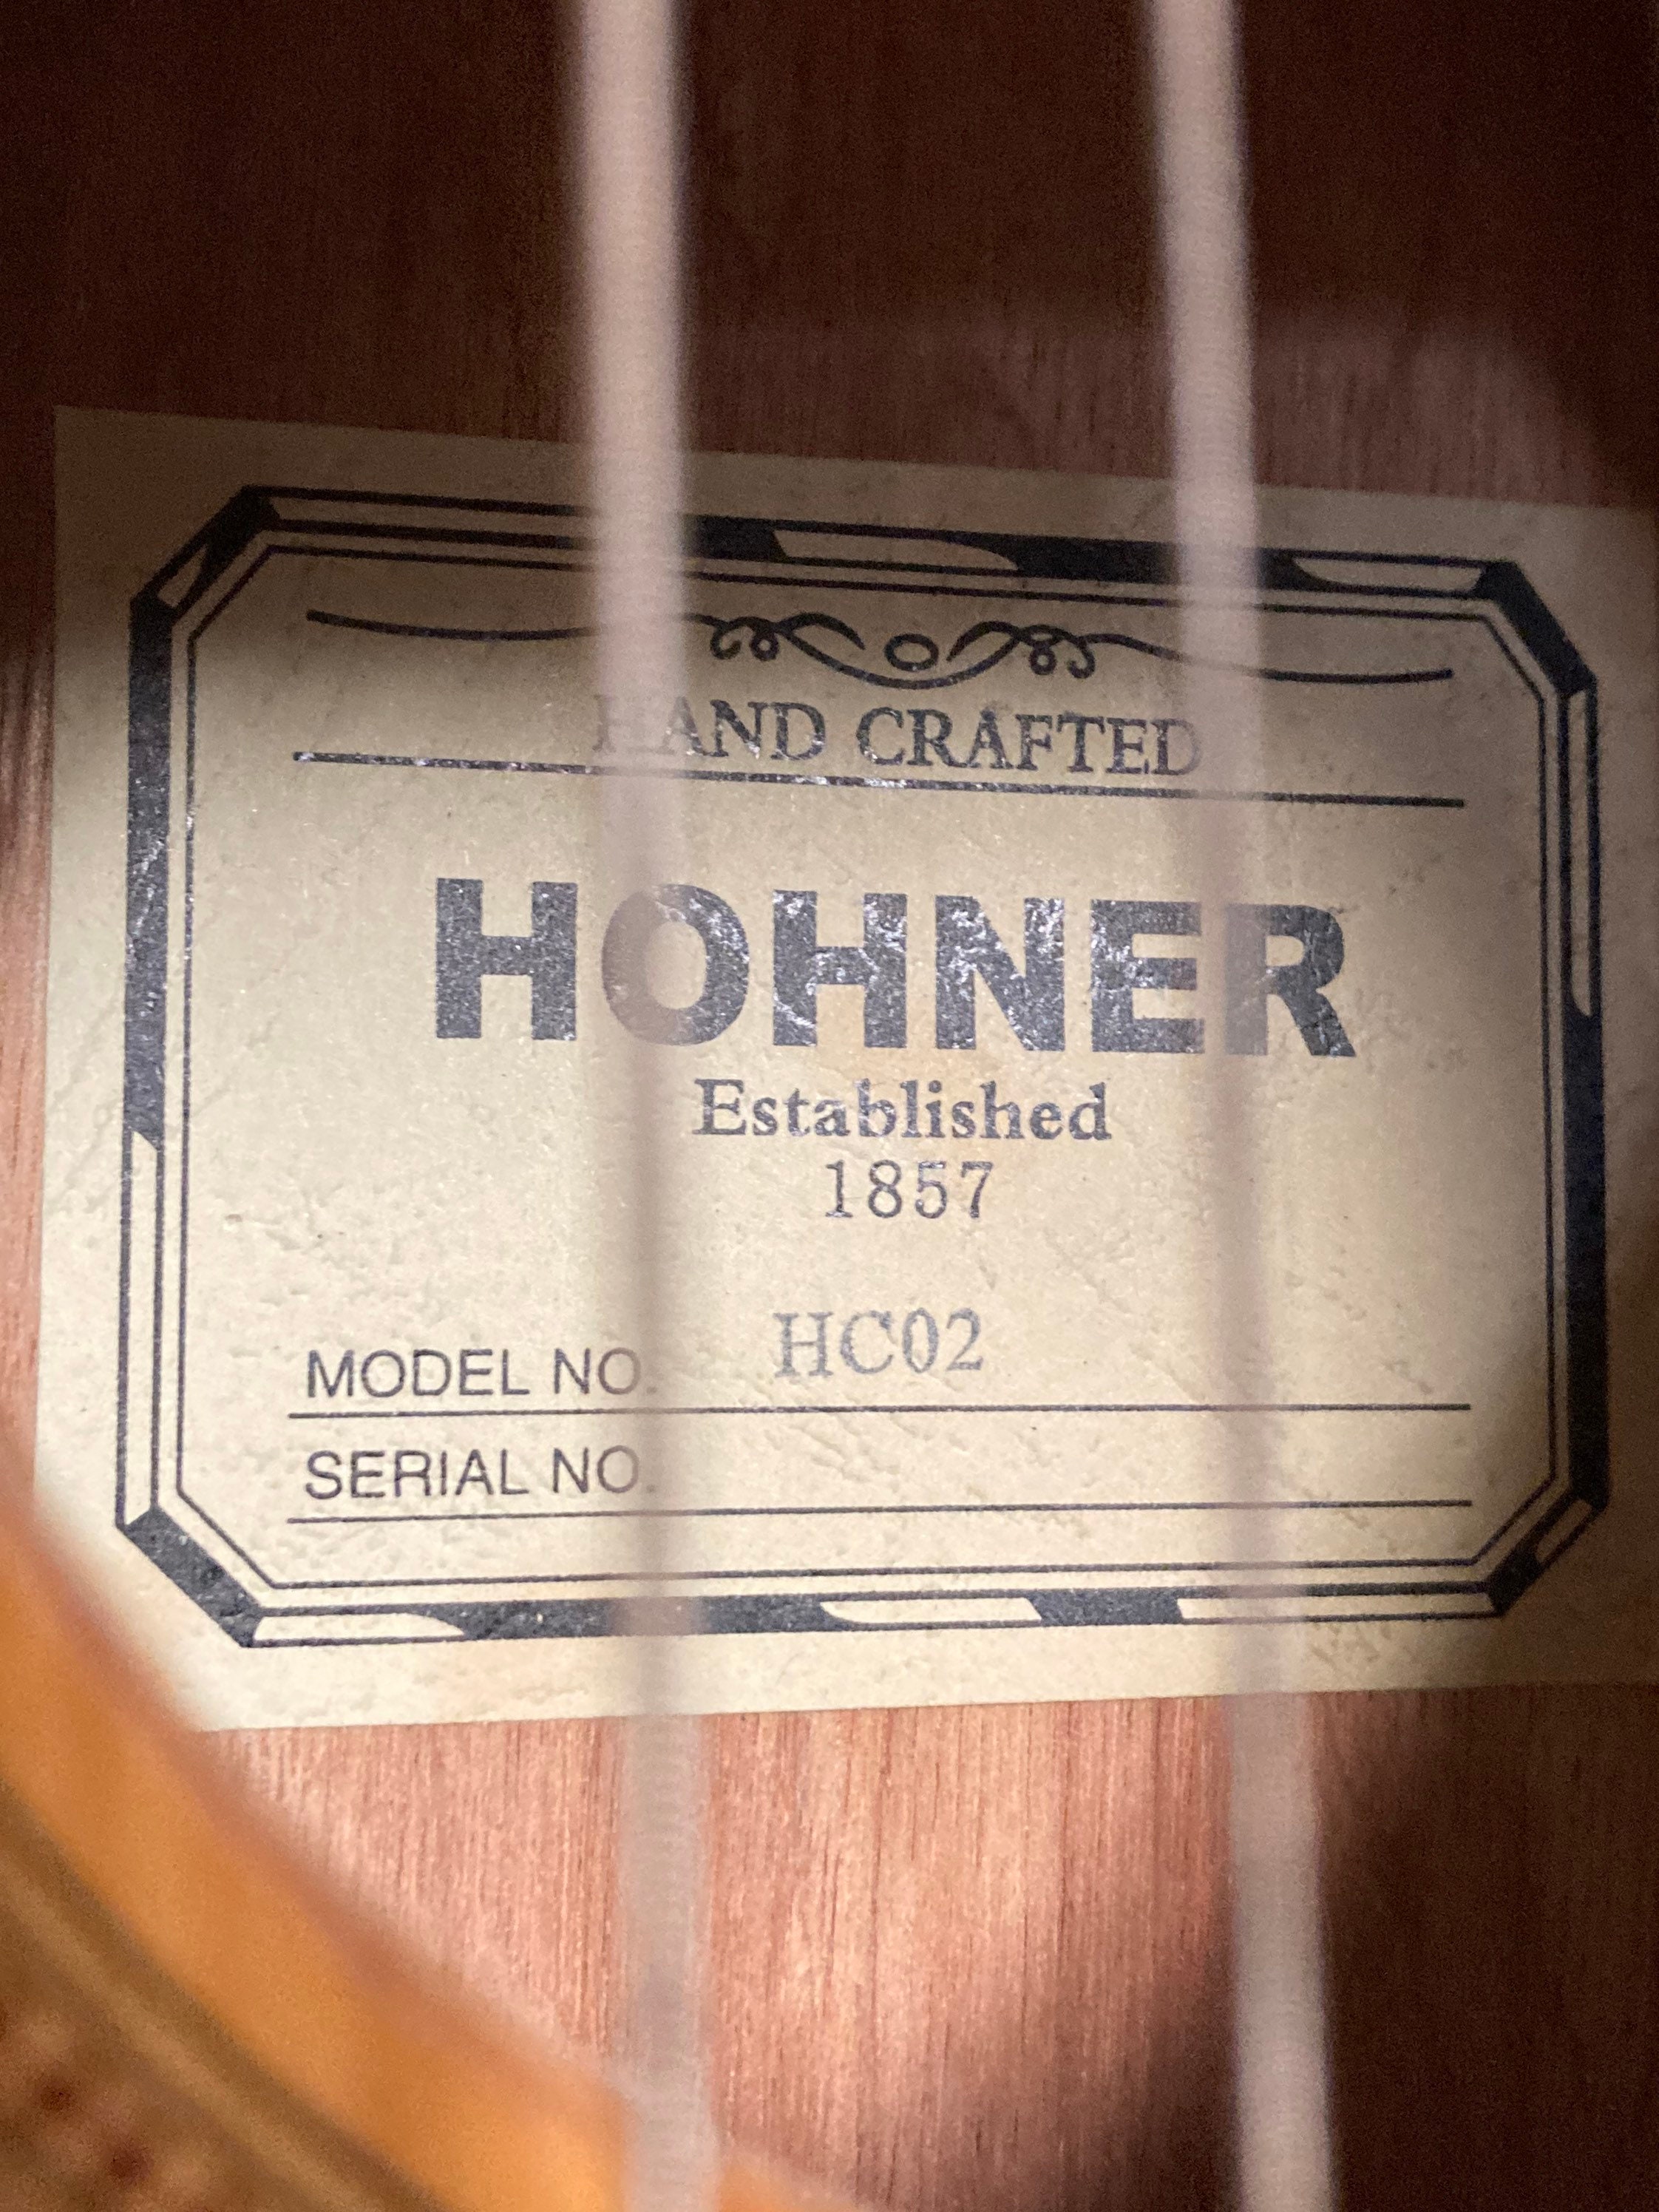 HAND CRAFTED
HOHNER
Established
1857
MODEL NO. HC02
SERIAL NO.